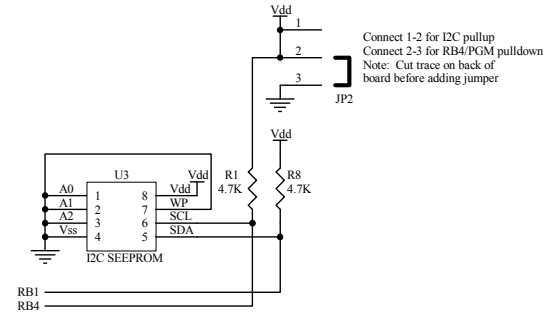 Vdd
1
Connect 1-2 for I2C pullup
2
Connect 2-3 for RB4/PGM pulldown
Note: Cut trace on back of
3
board before adding jumper
JP2
Vdd
U3
Vdd
R1
R8
4.7K
4.7K
A0
1
8
Vdd
A1
2
7
WP
A2
3
6
SCL
Vss
4
5
SDA
I2C SEEPROM
RB1
RB4